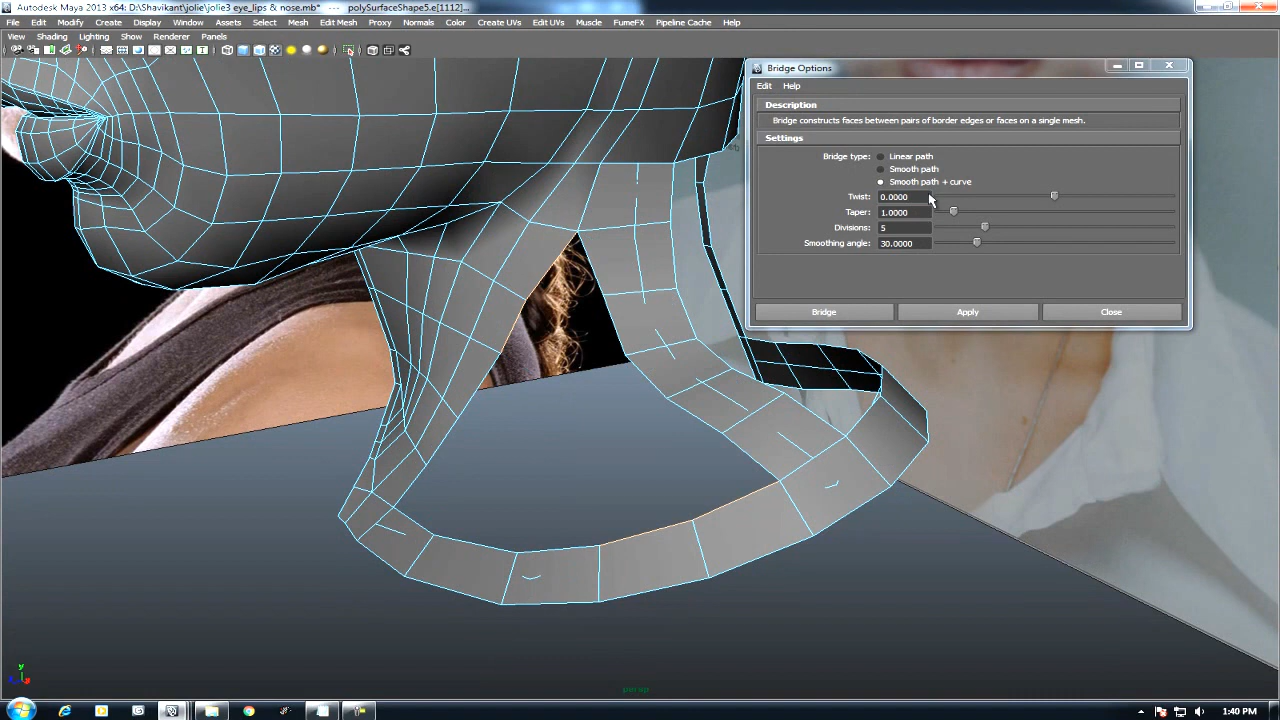 Autodesk Maya 2013 x64: D:\Shavikant\jolie\jolie3 eye_lips & nose.mb* --- polySurfaceShape5.e[1112]...
File Edit Modify Create Display Window Assets Select Mesh Edit Mesh Proxy Normals Color Create UVs Edit UVs Muscle FumeFX Pipeline Cache Help
View Shading Lighting Show Renderer Panels
Bridge Options
Edit Help
Description
Bridge constructs faces between pairs of border edges or faces on a single mesh.
Settings
Bridge type: Linear path
Smooth path
Smooth path + curve
Twist: 0.0000
Taper: 1.0000
Divisions: 5
Smoothing angle: 30.0000
Bridge Apply Close
y
persp
1:40 PM